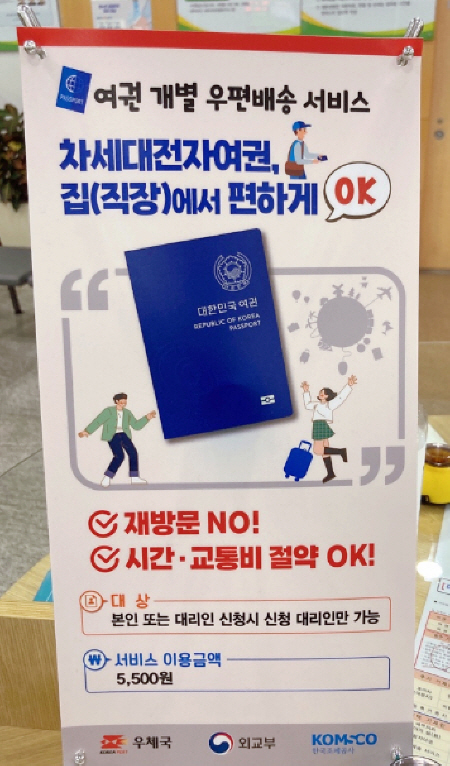 PASSPORT
여권 개별 우편배송 서비스
차세대전자여권,
집(직장)에서 편하게
OK
대한민국 여권
REPUBLIC OF KOREA
PASSPORT
재방문 NO!
시간·교통비 절약 OK!
대 상
본인 또는 대리인 신청시 신청 대리인만 가능
₩ 서비스 이용금액
5,500원
KOREA POST 우체국
외교부
KOMSCO
한국조폐공사